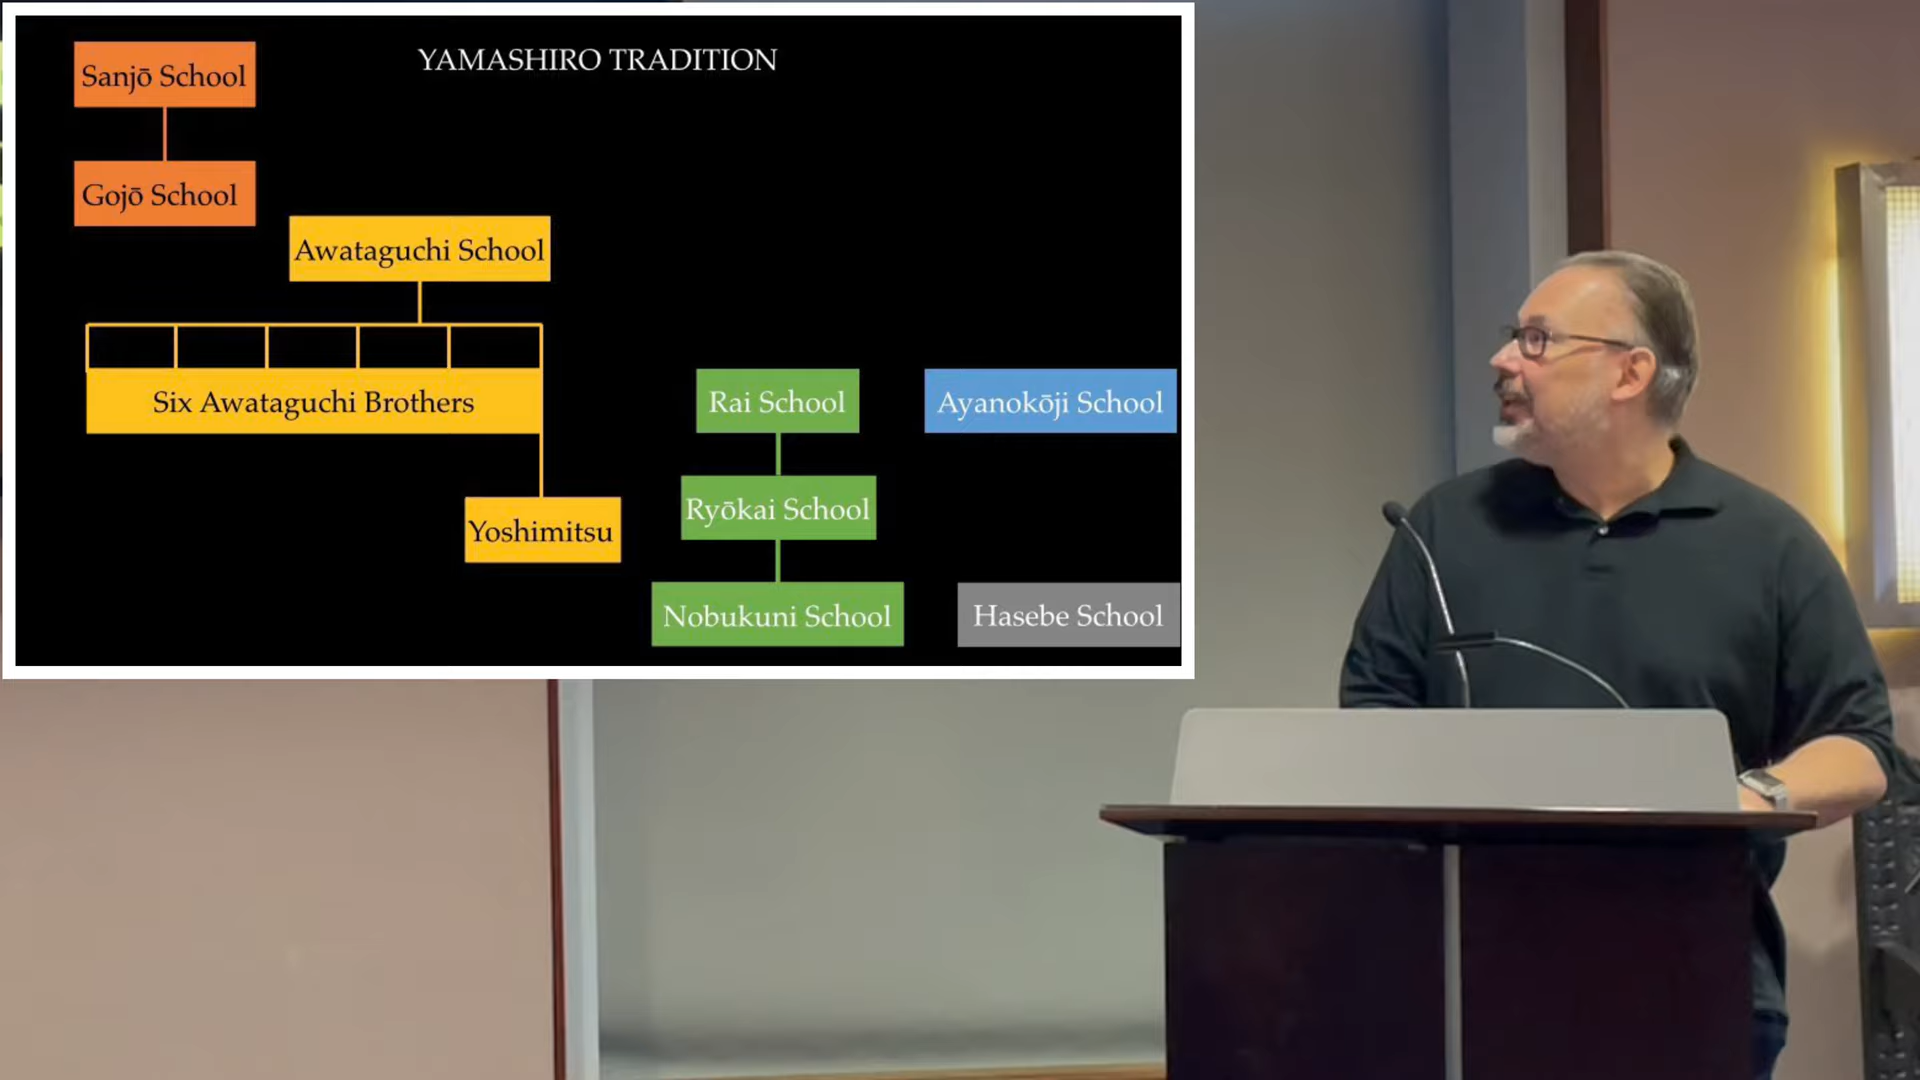 YAMASHIRO TRADITION
Sanjō School
Gojō School
Awataguchi School
Six Awataguchi Brothers
Yoshimitsu
Rai School
Ryōkai School
Nobukuni School
Ayanokōji School
Hasebe School